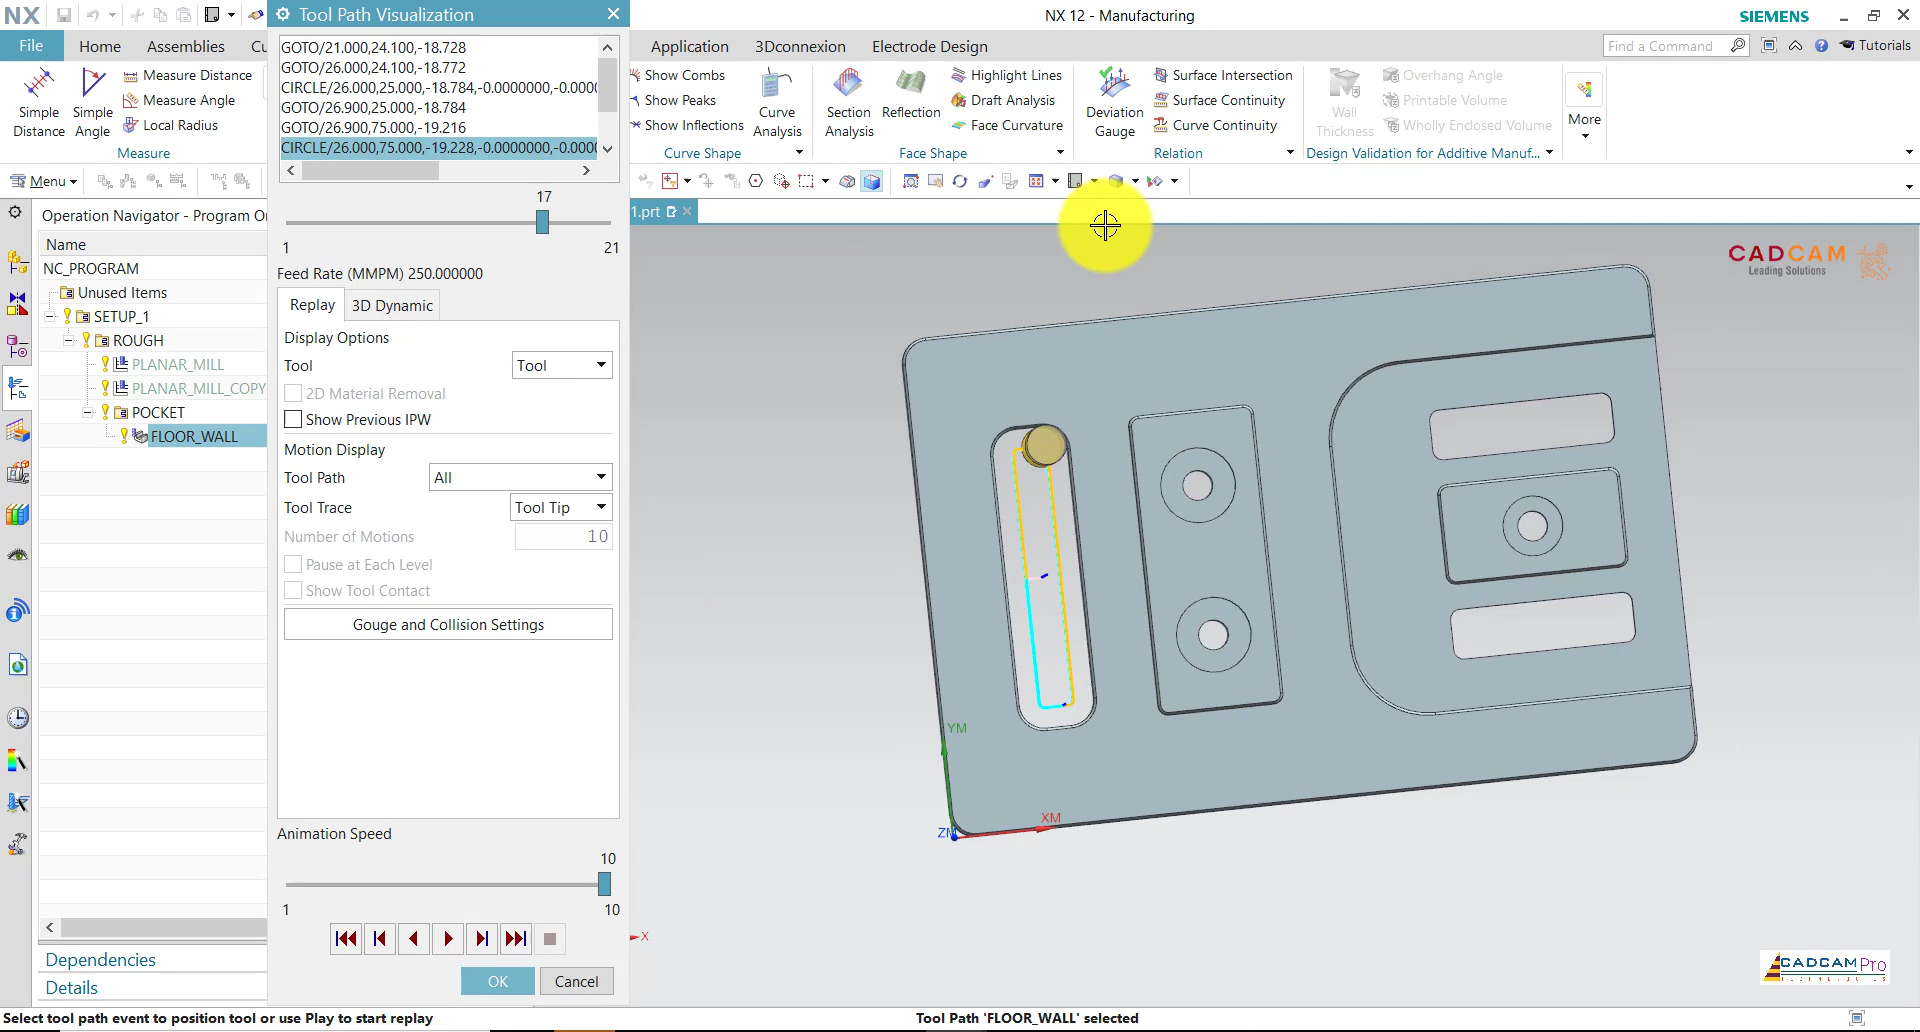 NX
Tool Path Visualization
NX 12 - Manufacturing
SIEMENS
File
Home
Assemblies
Cu
Application
3Dconnexion
Electrode Design
Find a Command
Tutorials
GOTO/21.000,24.100,-18.728
GOTO/26.000,24.100,-18.772
CIRCLE/26.000,25.000,-18.784,-0.0000000,-0.000
GOTO/26.900,25.000,-18.784
GOTO/26.900,75.000,-19.216
CIRCLE/26.000,75.000,-19.228,-0.0000000,-0.000
Simple Distance
Simple Angle
Measure Distance
Measure Angle
Local Radius
Measure
Show Combs
Show Peaks
Show Inflections
Curve Analysis
Curve Shape
Section Analysis
Reflection
Highlight Lines
Draft Analysis
Face Curvature
Face Shape
Deviation Gauge
Surface Intersection
Surface Continuity
Curve Continuity
Relation
Wall Thickness
Overhang Angle
Printable Volume
Wholly Enclosed Volume
Design Validation for Additive Manuf...
More
Menu
17
1
21
1.prt
Feed Rate (MMPM) 250.000000
Replay
3D Dynamic
Display Options
Tool
Tool
2D Material Removal
Show Previous IPW
Motion Display
Tool Path
All
Tool Trace
Tool Tip
Number of Motions
10
Pause at Each Level
Show Tool Contact
Gouge and Collision Settings
Animation Speed
10
1
10
OK
Cancel
Operation Navigator - Program Or
Name
NC_PROGRAM
Unused Items
SETUP_1
ROUGH
PLANAR_MILL
PLANAR_MILL_COPY
POCKET
FLOOR_WALL
Dependencies
Details
CADCAM
Leading Solutions
YM
XM
ZM
X
CADCAM Pro
Select tool path event to position tool or use Play to start replay
Tool Path 'FLOOR_WALL' selected